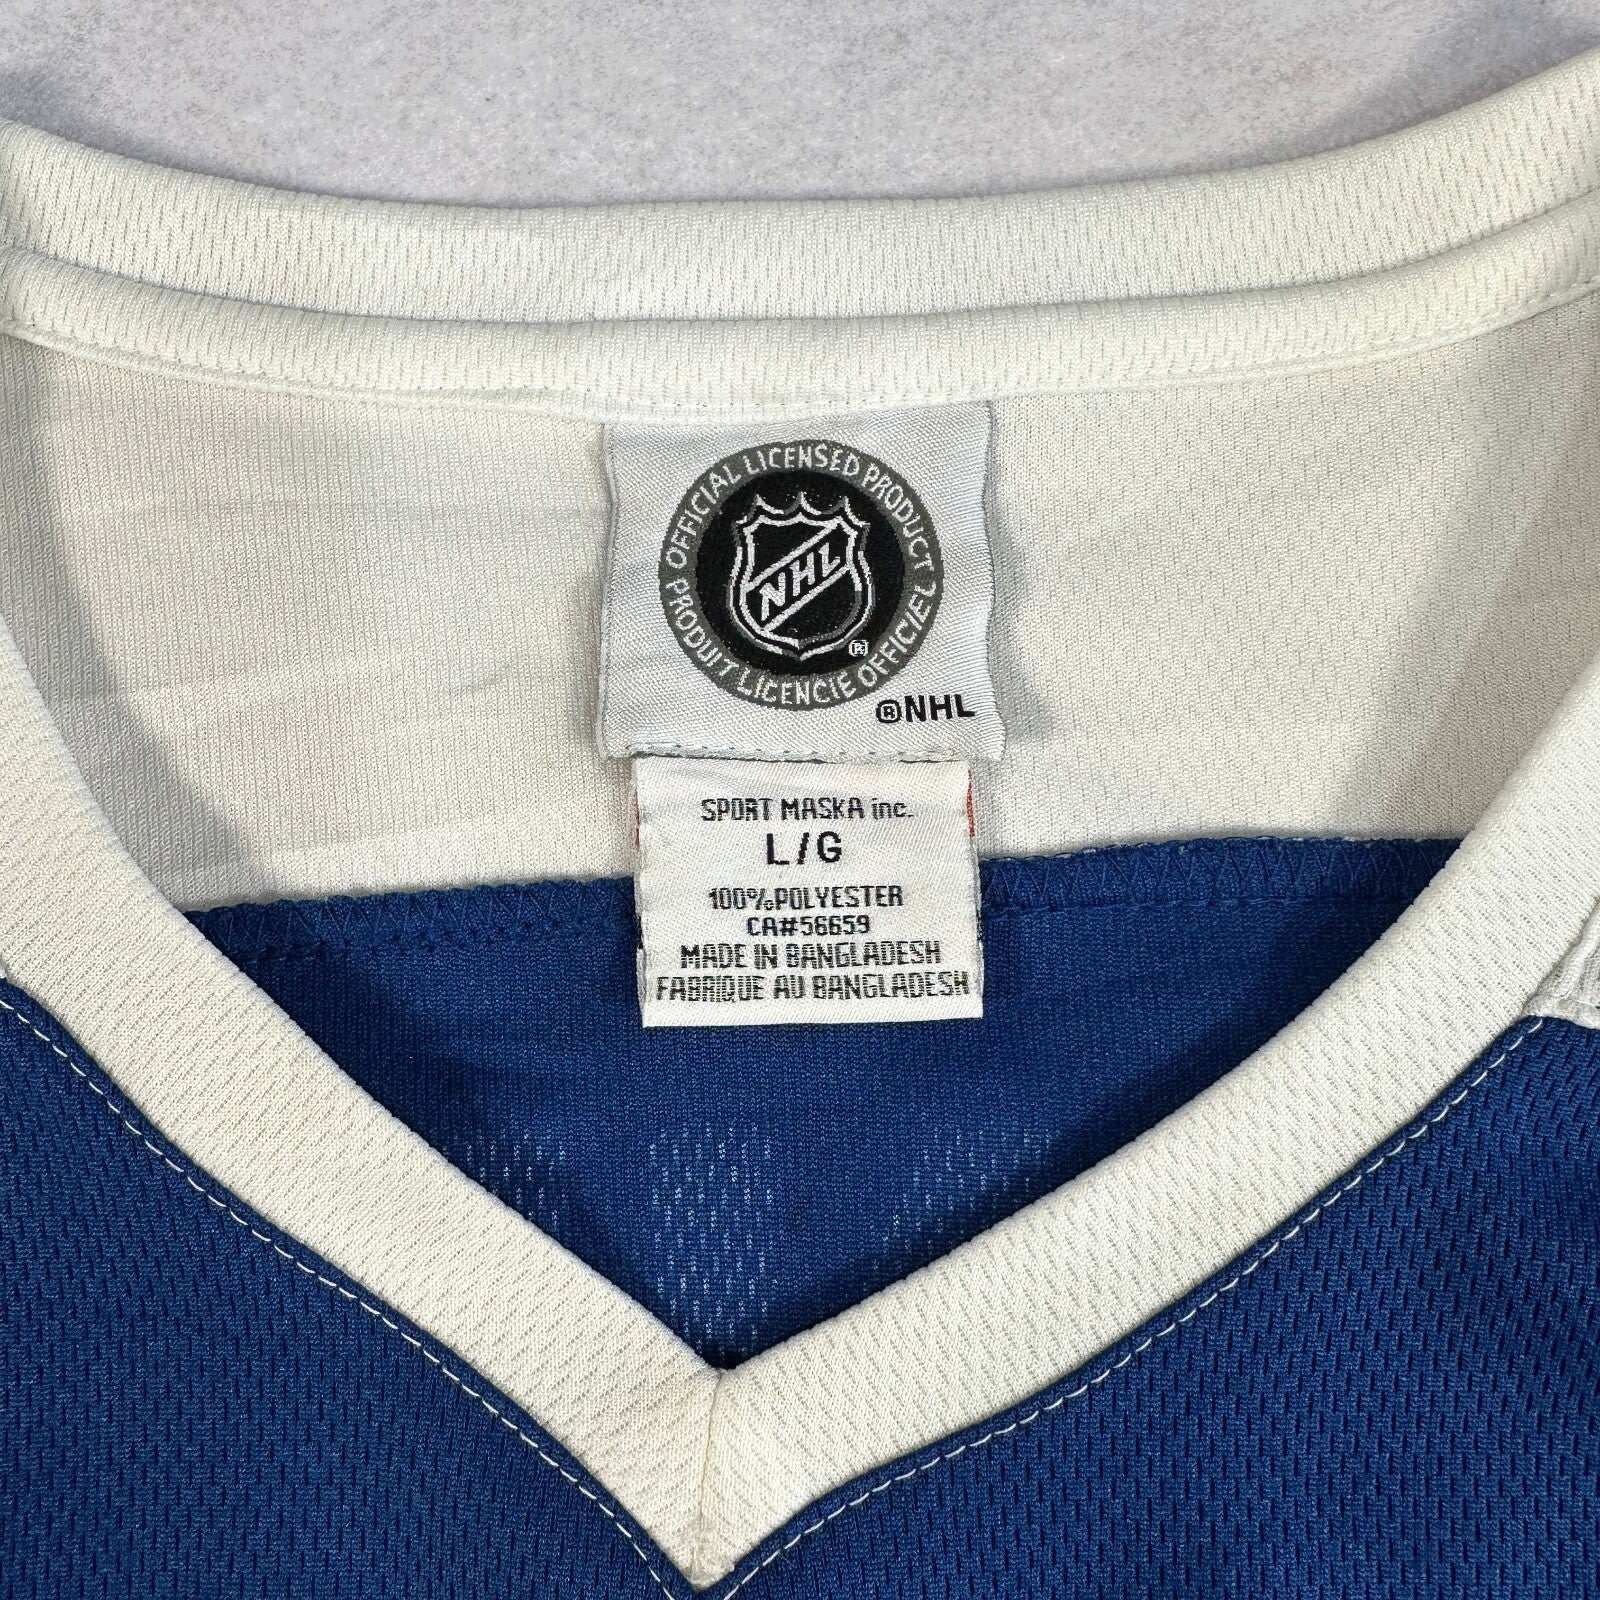 OFFICIAL LICENSED PRODUCT
NHL
®
PRODUIT LICENCIE OFFICIEL
®NHL
SPORT MASKA inc.
L/G
100%POLYESTER
CA#56659
MADE IN BANGLADESH
FABRIQUE AU BANGLADESH